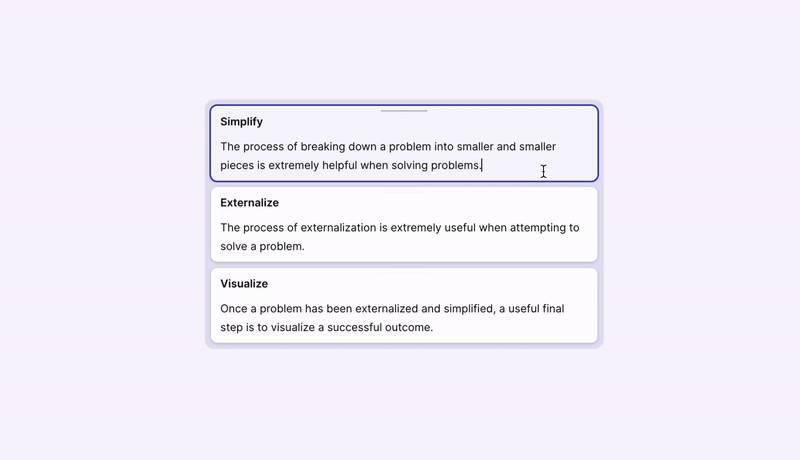 Simplify
The process of breaking down a problem into smaller and smaller
pieces is extremely helpful when solving problems.
Externalize
The process of externalization is extremely useful when attempting to
solve a problem.
Visualize
Once a problem has been externalized and simplified, a useful final
step is to visualize a successful outcome.